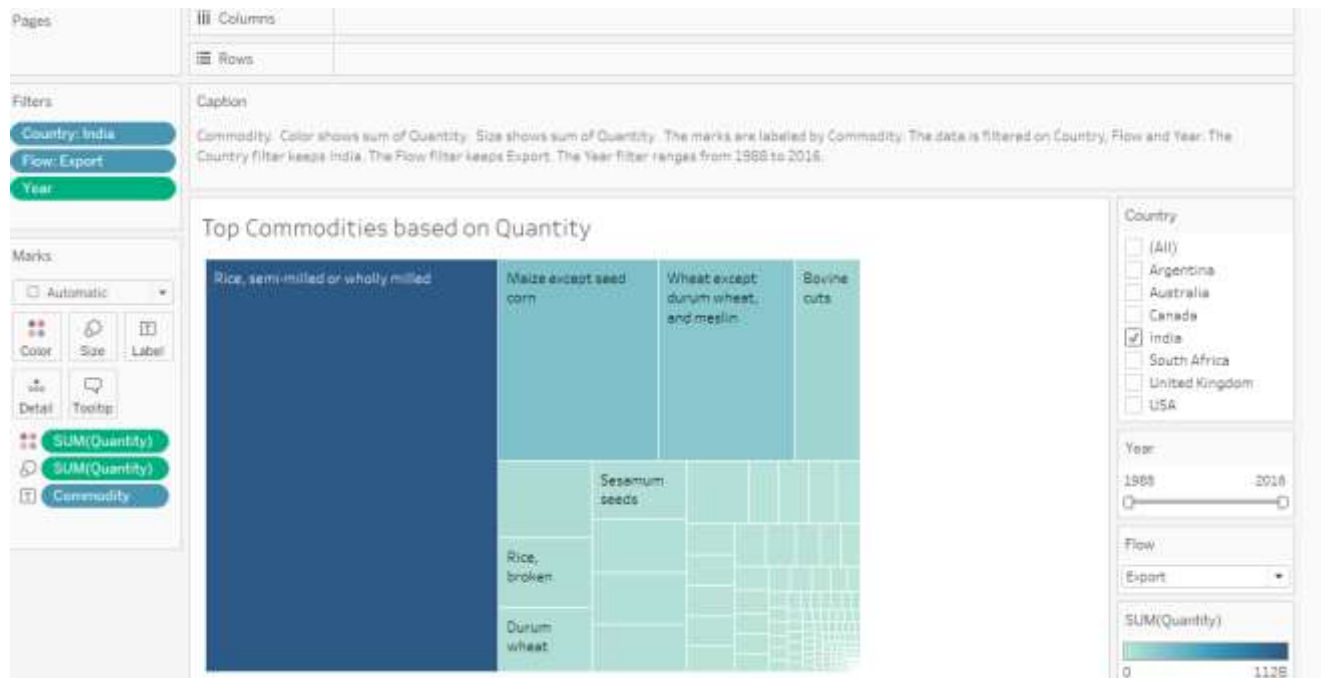 Pages
Columns
Rows
Filters
Country: India
Flow: Export
Year
Caption
Commodity. Color shows sum of Quantity. Size shows sum of Quantity. The marks are labeled by Commodity. The data is filtered on Country, Flow and Year. The
Country filter keeps India. The Flow filter keeps Export. The Year filter ranges from 1988 to 2016.
Marks
Automatic
Color
Size
Label
Detail
Tooltip
SUM(Quantity)
SUM(Quantity)
Commodity
Top Commodities based on Quantity
Rice, semi-milled or wholly milled
Maize except seed
corn
Wheat except
durum wheat,
and meslin
Bovine
cuts
Sesamum
seeds
Rice,
broken
Durum
wheat
Country
(All)
Argentina
Australia
Canada
India
South Africa
United Kingdom
USA
Year
1988
2016
Flow
Export
SUM(Quantity)
0
112B